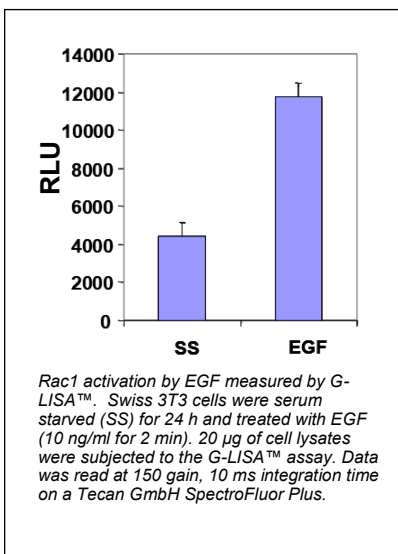 14000
12000
10000
8000
6000
4000
2000
0
RLU
SS EGF
Rac1 activation by EGF measured by G-
LISA™. Swiss 3T3 cells were serum
starved (SS) for 24 h and treated with EGF
(10 ng/ml for 2 min). 20 µg of cell lysates
were subjected to the G-LISA™ assay. Data
was read at 150 gain, 10 ms integration time
on a Tecan GmbH SpectroFluor Plus.